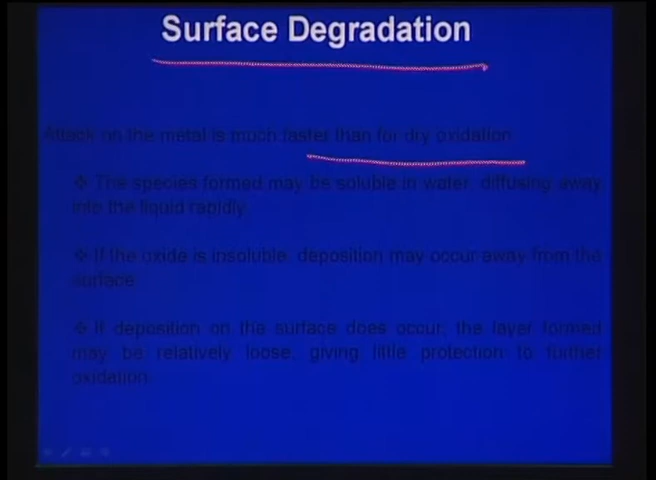 Surface Degradation
Attack on the metal is much faster than for dry oxidation
❖ The species formed may be soluble in water, diffusing away
into the liquid rapidly
❖ If the oxide is insoluble, deposition may occur away from the
surface
❖ If deposition on the surface does occur, the layer formed
may be relatively loose, giving little protection to further
oxidation